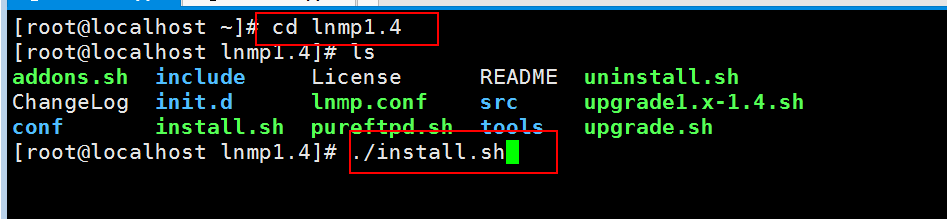 [root@localhost ~]# cd lnmp1.4
[root@localhost lnmp1.4]# ls
addons.sh include License README uninstall.sh
ChangeLog init.d lnmp.conf src upgrade1.x-1.4.sh
conf install.sh pureftpd.sh tools upgrade.sh
[root@localhost lnmp1.4]# ./install.sh